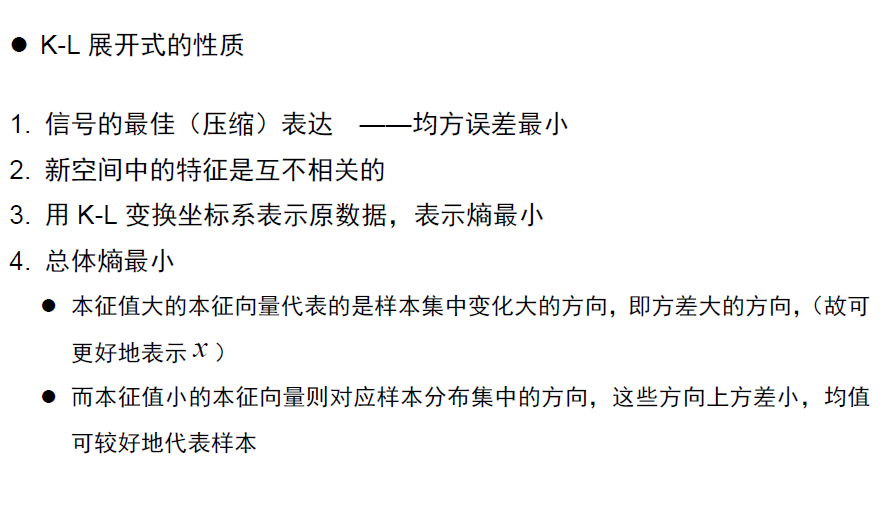 ● K-L 展开式的性质
1. 信号的最佳（压缩）表达 ——均方误差最小
2. 新空间中的特征是互不相关的
3. 用 K-L 变换坐标系表示原数据，表示熵最小
4. 总体熵最小
● 本征值大的本征向量代表的是样本集中变化大的方向，即方差大的方向，（故可
更好地表示 x ）
● 而本征值小的本征向量则对应样本分布集中的方向，这些方向上方差小，均值
可较好地代表样本